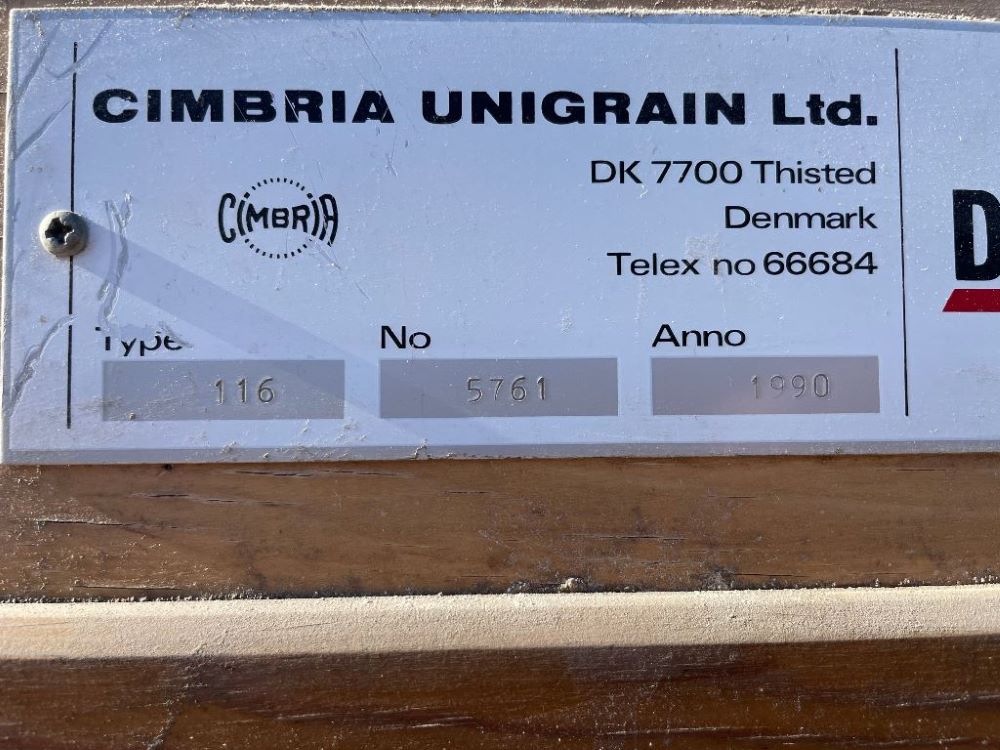 CIMBRIA UNIGRAIN Ltd.
DK 7700 Thisted
CIMBRIA
Denmark
Telex no 66684
D
Type
No
Anno
116
5761
1990